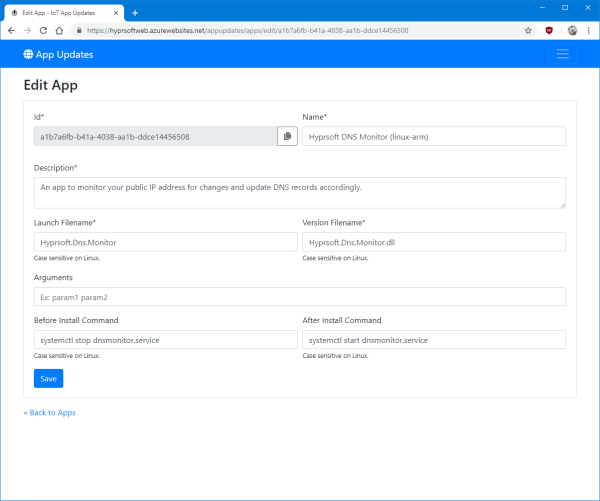 Edit App - IoT App Updates
https://hyprsoftweb.azurewebsites.net/appupdates/apps/edit/a1b7a6fb-b41a-4038-aa1b-ddce14456508
App Updates
Edit App
Id* Name*
a1b7a6fb-b41a-4038-aa1b-ddce14456508 Hyprsoft DNS Monitor (linux-arm)
Description*
An app to monitor your public IP address for changes and update DNS records accordingly.
Launch Filename* Version Filename*
Hyprsoft.Dns.Monitor Hyprsoft.Dns.Monitor.dll
Case sensitive on Linux. Case sensitive on Linux.
Arguments
Ex: param1 param2
Before Install Command After Install Command
systemctl stop dnsmonitor.service systemctl start dnsmonitor.service
Case sensitive on Linux. Case sensitive on Linux.
Save
« Back to Apps